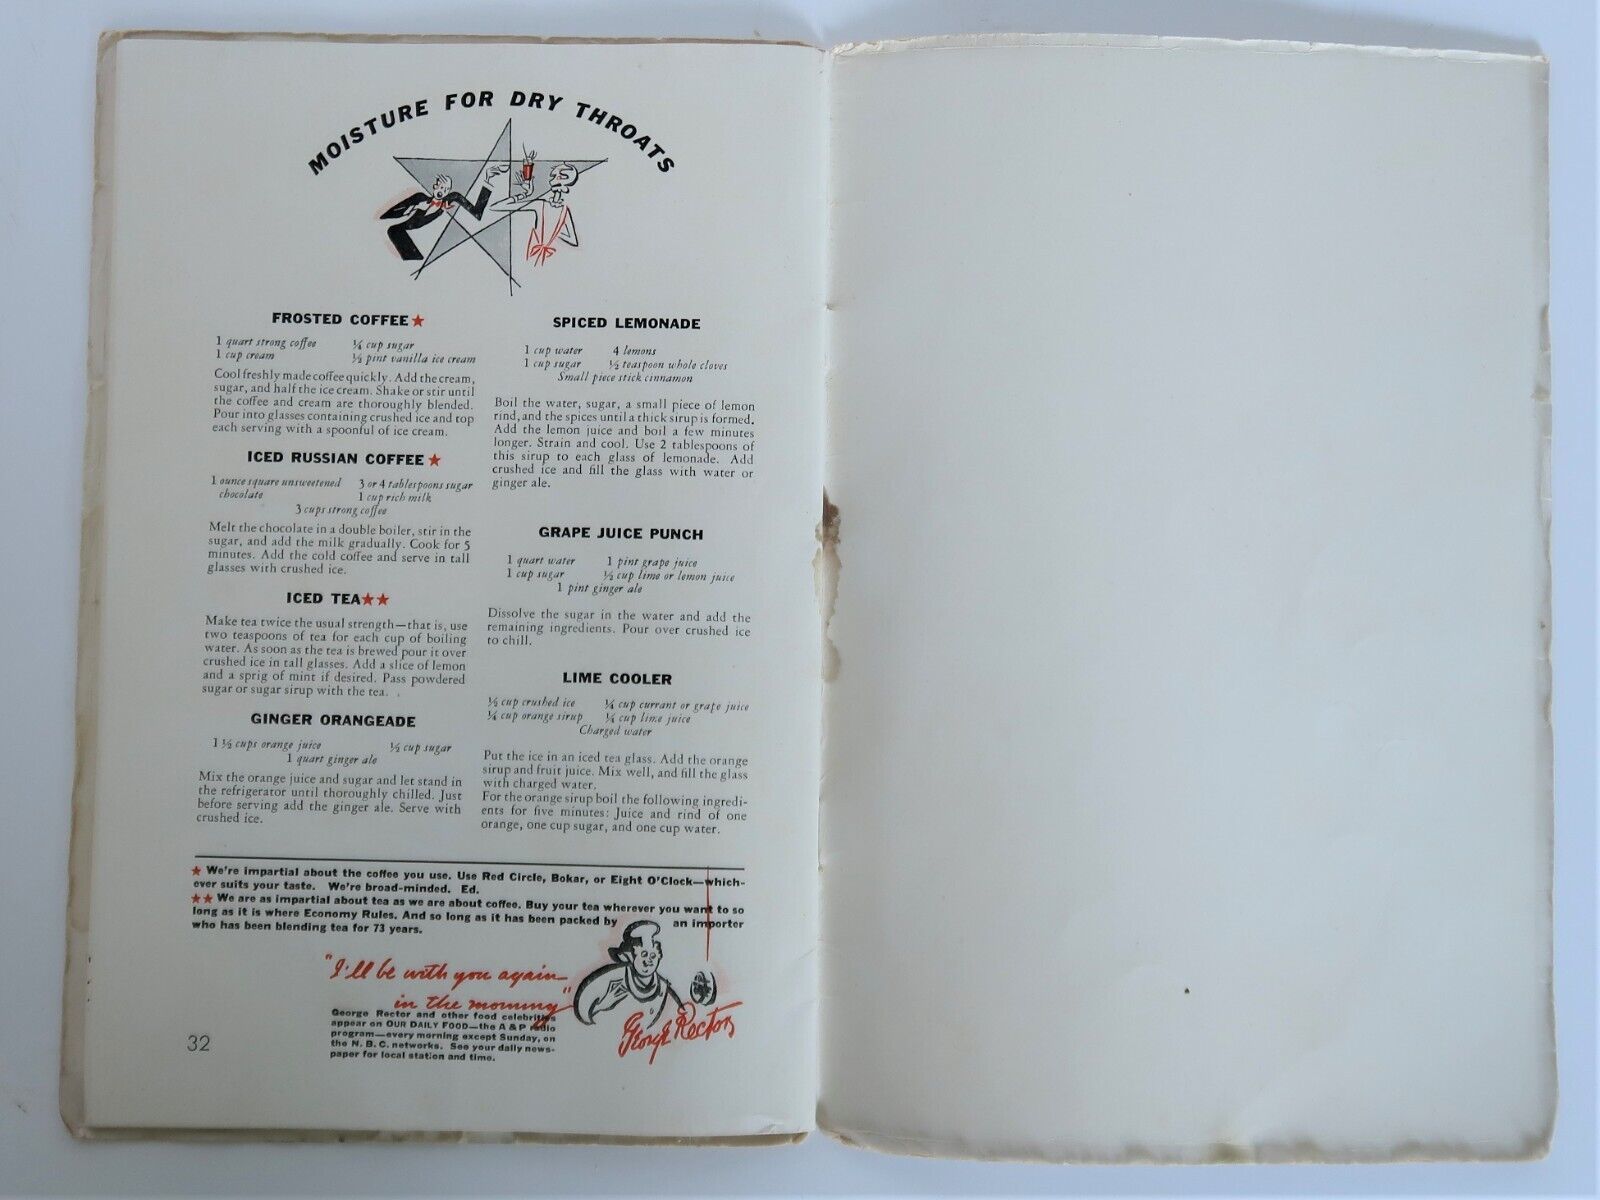 MOISTURE FOR DRY THROATS
FROSTED COFFEE★
1 quart strong coffee ¼ cup sugar
1 cup cream ½ pint vanilla ice cream
Cool freshly made coffee quickly. Add the cream,
sugar, and half the ice cream. Shake or stir until
the coffee and cream are thoroughly blended.
Pour into glasses containing crushed ice and top
each serving with a spoonful of ice cream.
ICED RUSSIAN COFFEE★
1 ounce square unsweetened 3 or 4 tablespoons sugar
chocolate 1 cup rich milk
3 cups strong coffee
Melt the chocolate in a double boiler, stir in the
sugar, and add the milk gradually. Cook for 5
minutes. Add the cold coffee and serve in tall
glasses with crushed ice.
ICED TEA★★
Make tea twice the usual strength—that is, use
two teaspoons of tea for each cup of boiling
water. As soon as the tea is brewed pour it over
crushed ice in tall glasses. Add a slice of lemon
and a sprig of mint if desired. Pass powdered
sugar or sugar sirup with the tea.
GINGER ORANGEADE
1 ½ cups orange juice ½ cup sugar
1 quart ginger ale
Mix the orange juice and sugar and let stand in
the refrigerator until thoroughly chilled. Just
before serving add the ginger ale. Serve with
crushed ice.
SPICED LEMONADE
1 cup water 4 lemons
1 cup sugar ½ teaspoon whole cloves
Small piece stick cinnamon
Boil the water, sugar, a small piece of lemon
rind, and the spices until a thick sirup is formed.
Add the lemon juice and boil a few minutes
longer. Strain and cool. Use 2 tablespoons of
this sirup to each glass of lemonade. Add
crushed ice and fill the glass with water or
ginger ale.
GRAPE JUICE PUNCH
1 quart water 1 pint grape juice
1 cup sugar ½ cup lime or lemon juice
1 pint ginger ale
Dissolve the sugar in the water and add the
remaining ingredients. Pour over crushed ice
to chill.
LIME COOLER
½ cup crushed ice ¼ cup currant or grape juice
¼ cup orange sirup ¼ cup lime juice
Charged water
Put the ice in an iced tea glass. Add the orange
sirup and fruit juice. Mix well, and fill the glass
with charged water.
For the orange sirup boil the following ingredi-
ents for five minutes: Juice and rind of one
orange, one cup sugar, and one cup water.
★ We're impartial about the coffee you use. Use Red Circle, Bokar, or Eight O'Clock—which-
ever suits your taste. We're broad-minded. Ed.
★★ We are as impartial about tea as we are about coffee. Buy your tea wherever you want to so
long as it is where Economy Rules. And so long as it has been packed by an importer
who has been blending tea for 73 years.
"I'll be with you again
in the morning"
George Rector and other food celebrities
appear on OUR DAILY FOOD—the A & P radio
program—every morning except Sunday, on
the N. B. C. networks. See your daily news-
paper for local station and time.
George Rector
32